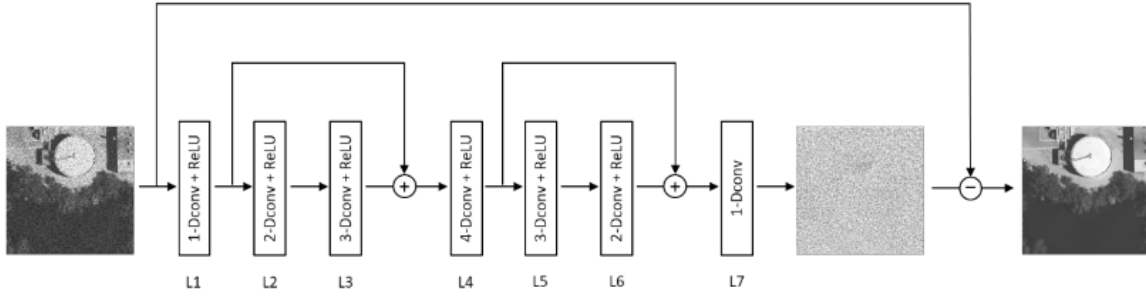 1-Dconv + ReLU
2-Dconv + ReLU
3-Dconv + ReLU
+
4-Dconv + ReLU
3-Dconv + ReLU
2-Dconv + ReLU
+
1-Dconv
−
L1
L2
L3
L4
L5
L6
L7